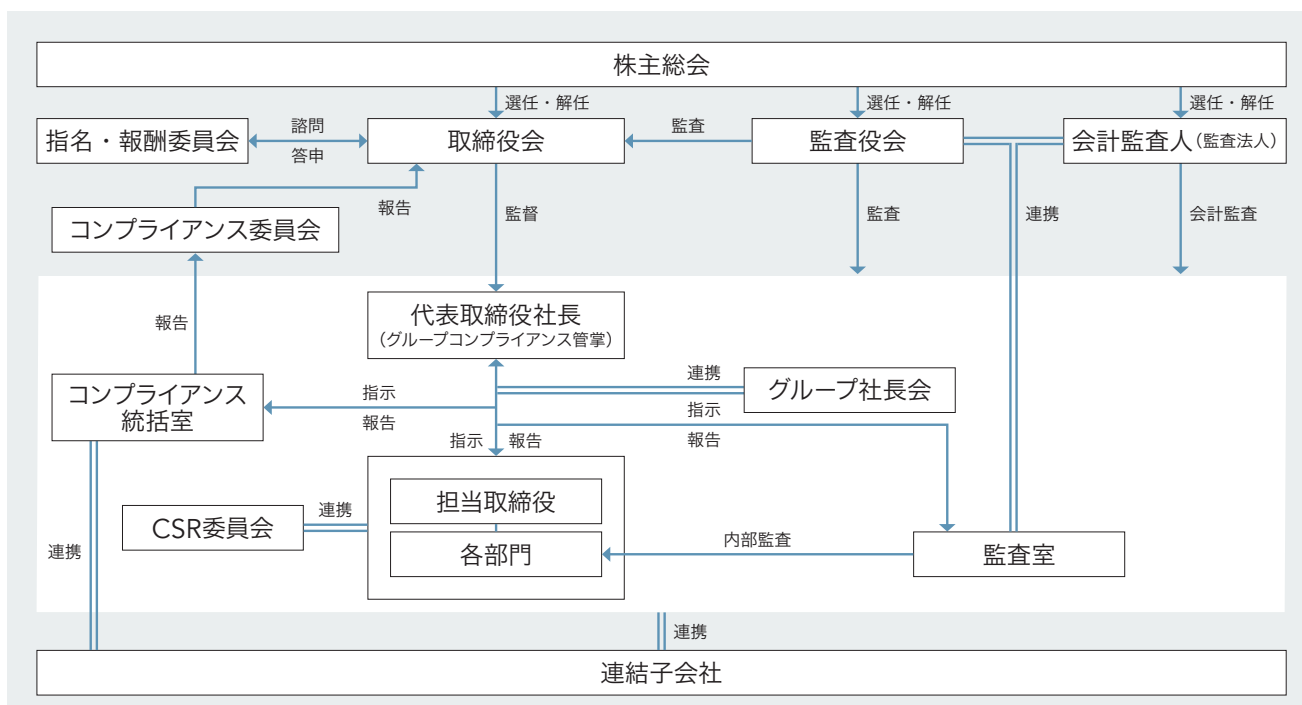 株主総会
選任・解任
選任・解任
選任・解任
指名・報酬委員会
諮問
答申
取締役会
監査
監査役会
会計監査人(監査法人)
報告
監督
監査
連携
会計監査
コンプライアンス委員会
報告
代表取締役社長
(グループコンプライアンス管掌)
連携
グループ社長会
コンプライアンス
統括室
指示
報告
指示
報告
指示
報告
担当取締役
CSR委員会
連携
各部門
内部監査
監査室
連携
連携
連結子会社